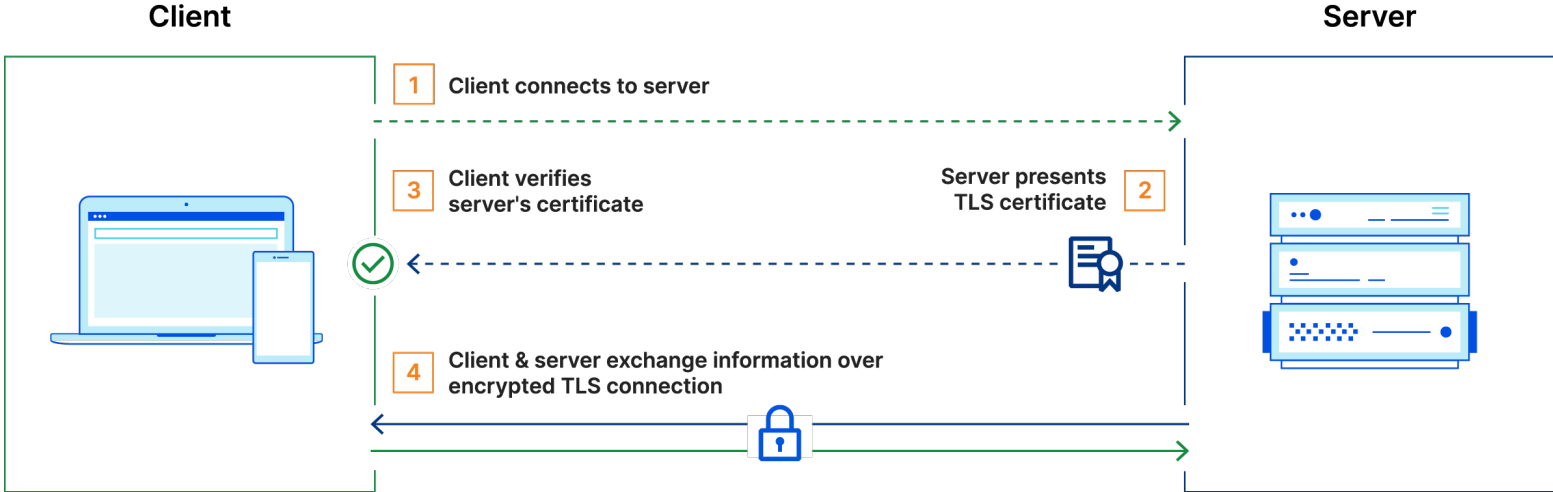 Client
Server
1
Client connects to server
3
Client verifies
server's certificate
Server presents
TLS certificate
2
4
Client & server exchange information over
encrypted TLS connection